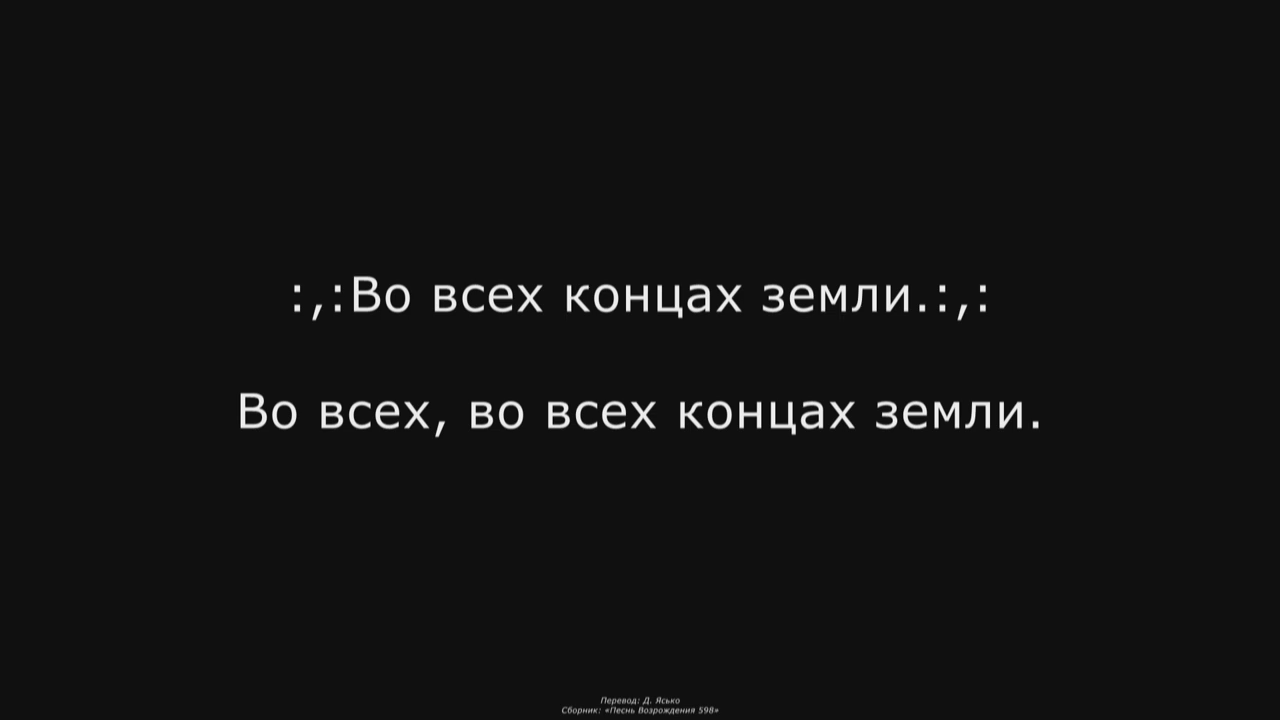 :,:Во всех концах земли.:,:
Во всех, во всех концах земли.
Перевод: Д. Ясько
Сборник: «Песнь Возрождения 598»